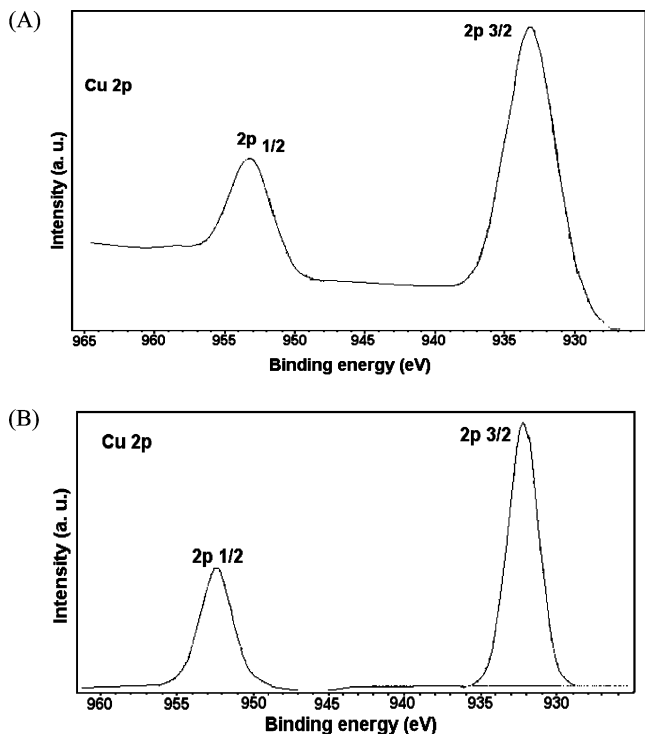 (A)
2p 3/2
Cu 2p
2p 1/2
Intensity (a. u.)
965 960 955 950 945 940 935 930
Binding energy (eV)
(B)
Cu 2p
2p 3/2
2p 1/2
Intensity (a. u.)
960 955 950 945 940 935 930
Binding energy (eV)